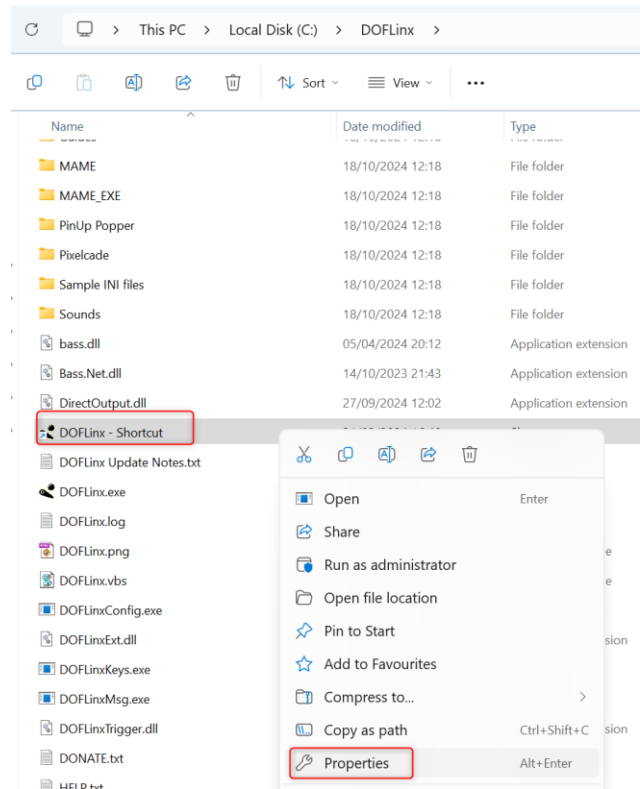 This PC > Local Disk (C:) > DOFLinx >
Sort View ...
Name Date modified Type
MAME 18/10/2024 12:18 File folder
MAME_EXE 18/10/2024 12:18 File folder
PinUp Popper 18/10/2024 12:18 File folder
Pixelcade 18/10/2024 12:18 File folder
Sample INI files 18/10/2024 12:18 File folder
Sounds 18/10/2024 12:18 File folder
bass.dll 05/04/2024 20:12 Application extension
Bass.Net.dll 14/10/2023 21:43 Application extension
DirectOutput.dll 27/09/2024 12:02 Application extension
DOFLinx - Shortcut
DOFLinx Update Notes.txt
DOFLinx.exe
Open Enter
DOFLinx.log
Share
DOFLinx.png
e
Run as administrator
DOFLinx.vbs
e
DOFLinxConfig.exe
Open file location
DOFLinxExt.dll
Pin to Start
sion
DOFLinxKeys.exe
Add to Favourites
DOFLinxMsg.exe
Compress to... >
DOFLinxTrigger.dll
Copy as path Ctrl+Shift+C
sion
DONATE.txt
Properties Alt+Enter
HELP.txt